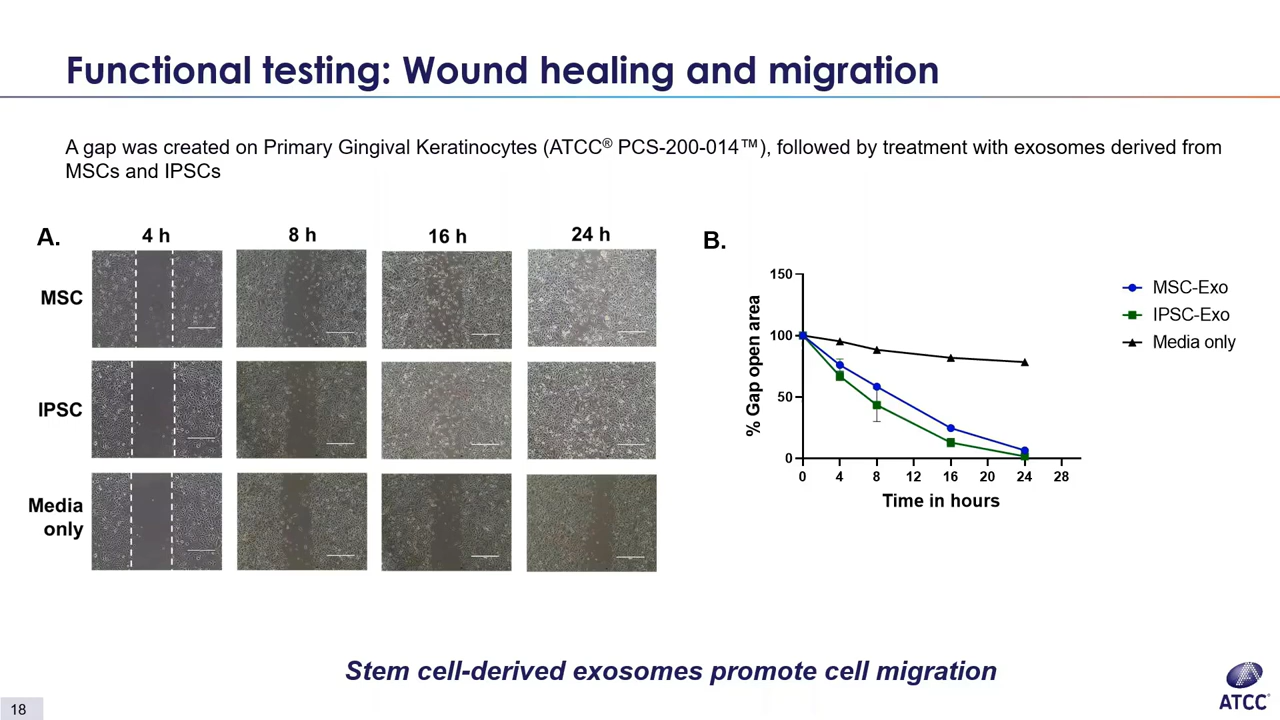 Functional testing: Wound healing and migration
A gap was created on Primary Gingival Keratinocytes (ATCC® PCS-200-014™), followed by treatment with exosomes derived from
MSCs and IPSCs
A.
4 h
8 h
16 h
24 h
MSC
IPSC
Media
only
B.
% Gap open area
150
100
50
0
0 4 8 12 16 20 24 28
Time in hours
MSC-Exo
IPSC-Exo
Media only
Stem cell-derived exosomes promote cell migration
18
ATCC®